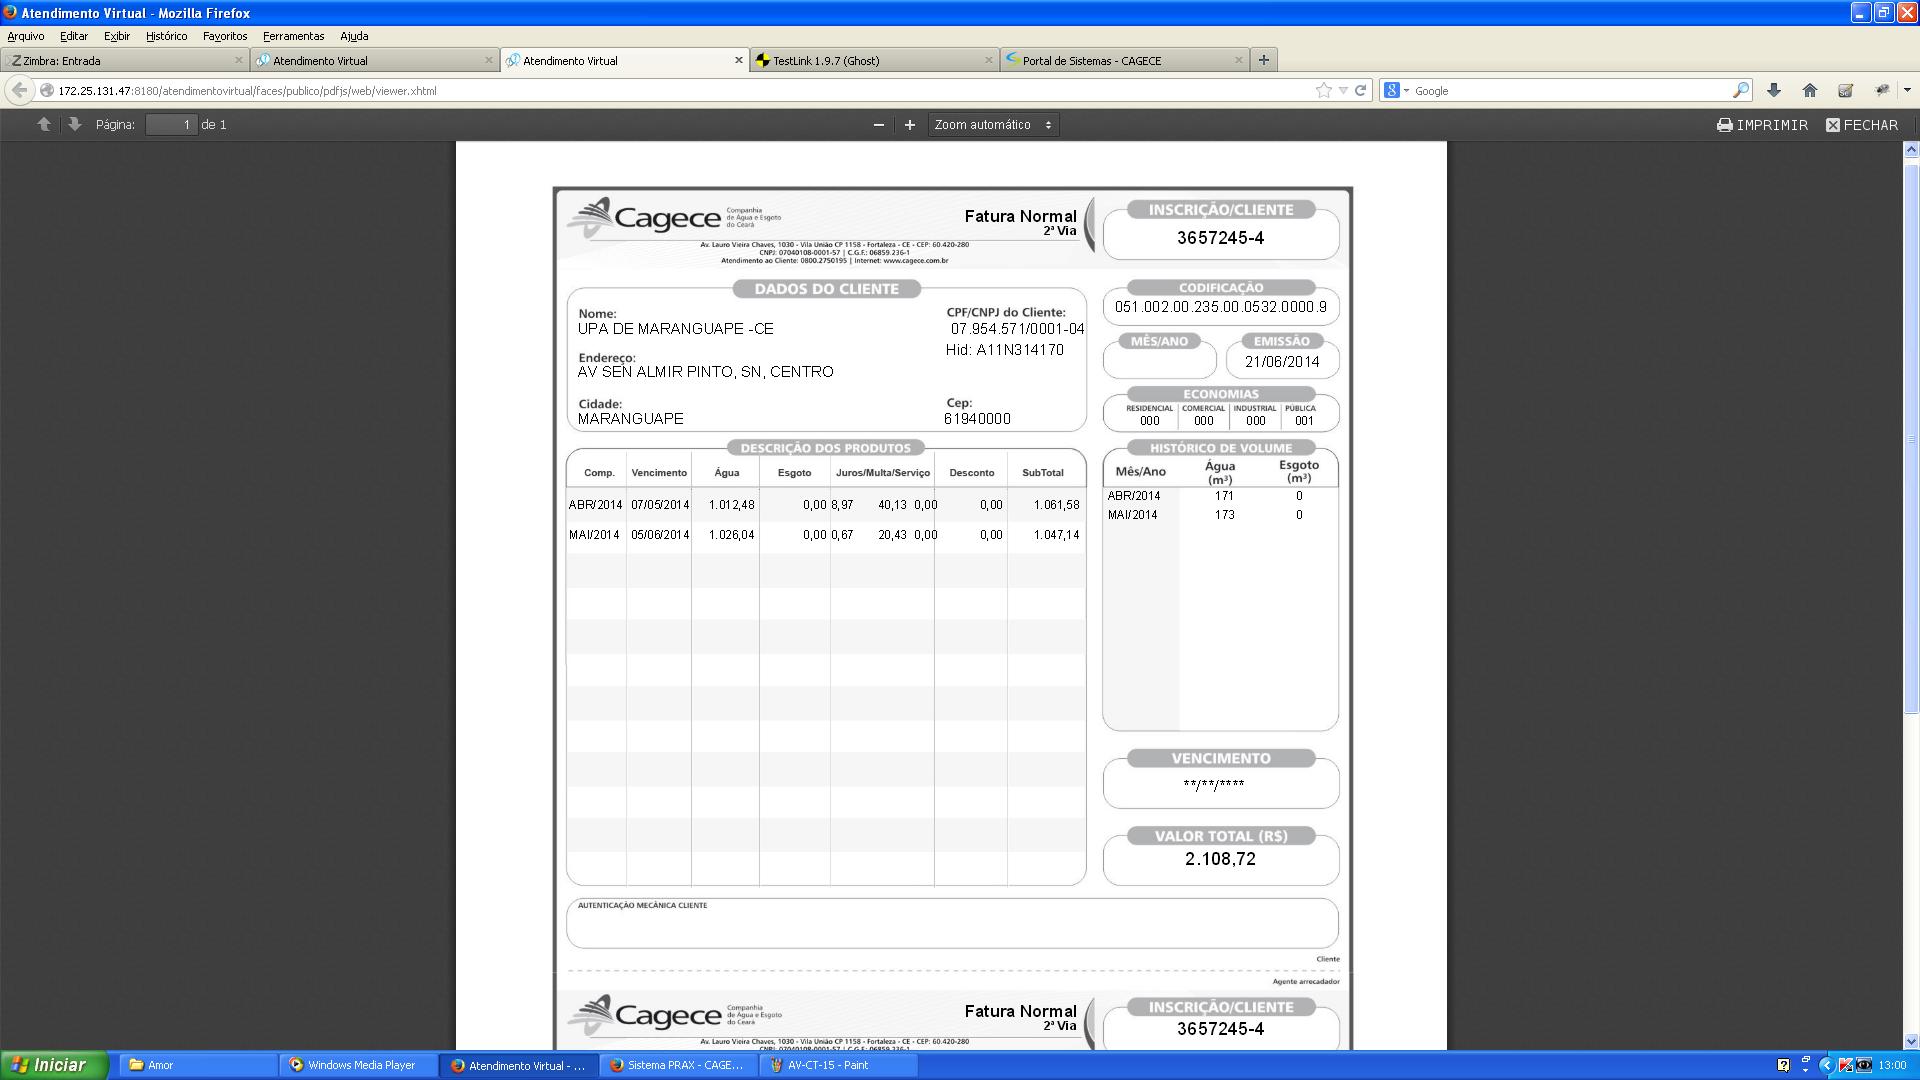 Atendimento Virtual - Mozilla Firefox
Arquivo Editar Exibir Histórico Favoritos Ferramentas Ajuda
Zimbra: Entrada
Atendimento Virtual
Atendimento Virtual
TestLink 1.9.7 (Ghost)
Portal de Sistemas - CAGECE
172.25.131.47:8180/atendimentovirtual/faces/publico/pdfjs/web/viewer.xhtml
Google
Página: 1 de 1
Zoom automático
IMPRIMIR
FECHAR
Cagece
Companhia
de Água e Esgoto
do Ceará
Fatura Normal
2ª Via
Av. Lauro Vieira Chaves, 1030 - Vila União CP 1158 - Fortaleza - CE - CEP: 60.420-280
CNPJ: 07040108-0001-57 | C.G.F.: 06859.236-1
Atendimento ao Cliente: 0800.2750195 | Internet: www.cagece.com.br
INSCRIÇÃO/CLIENTE
3657245-4
DADOS DO CLIENTE
Nome:
UPA DE MARANGUAPE -CE
CPF/CNPJ do Cliente:
07.954.571/0001-04
Hid: A11N314170
Endereço:
AV SEN ALMIR PINTO, SN, CENTRO
Cidade:
MARANGUAPE
Cep:
61940000
CODIFICAÇÃO
051.002.00.235.00.0532.0000.9
MÊS/ANO
EMISSÃO
21/06/2014
ECONOMIAS
RESIDENCIAL COMERCIAL INDUSTRIAL PÚBLICA
000 000 000 001
DESCRIÇÃO DOS PRODUTOS
Comp. Vencimento Água Esgoto Juros/Multa/Serviço Desconto SubTotal
ABR/2014 07/05/2014 1.012,48 0,00 8,97 40,13 0,00 0,00 1.061,58
MAI/2014 05/06/2014 1.026,04 0,00 0,67 20,43 0,00 0,00 1.047,14
HISTÓRICO DE VOLUME
Mês/Ano Água (m³) Esgoto (m³)
ABR/2014 171 0
MAI/2014 173 0
VENCIMENTO
**/**/****
VALOR TOTAL (R$)
2.108,72
AUTENTICAÇÃO MECÂNICA CLIENTE
Cliente
Agente arrecadador
Cagece
Companhia
de Água e Esgoto
do Ceará
Fatura Normal
2ª Via
Av. Lauro Vieira Chaves, 1030 - Vila União CP 1158 - Fortaleza - CE - CEP: 60.420-280
CNPJ: 07040108-0001-57 | C.G.F.: 06859.236-1
INSCRIÇÃO/CLIENTE
3657245-4
Iniciar
Amor
Windows Media Player
Atendimento Virtual - ...
Sistema PRAX - CAGE...
AV-CT-15 - Paint
13:00